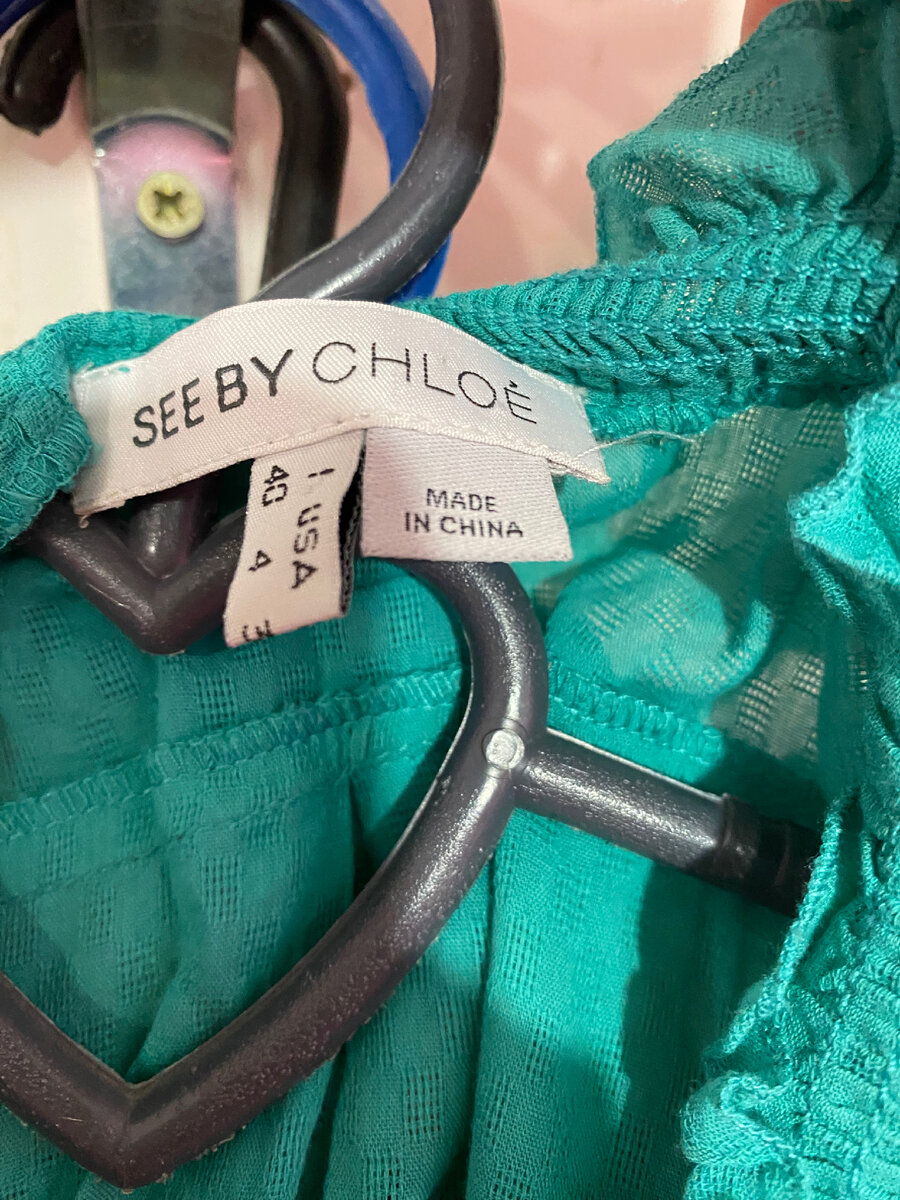 SEE BY CHLOÉ
MADE
IN CHINA
I USA
40 4